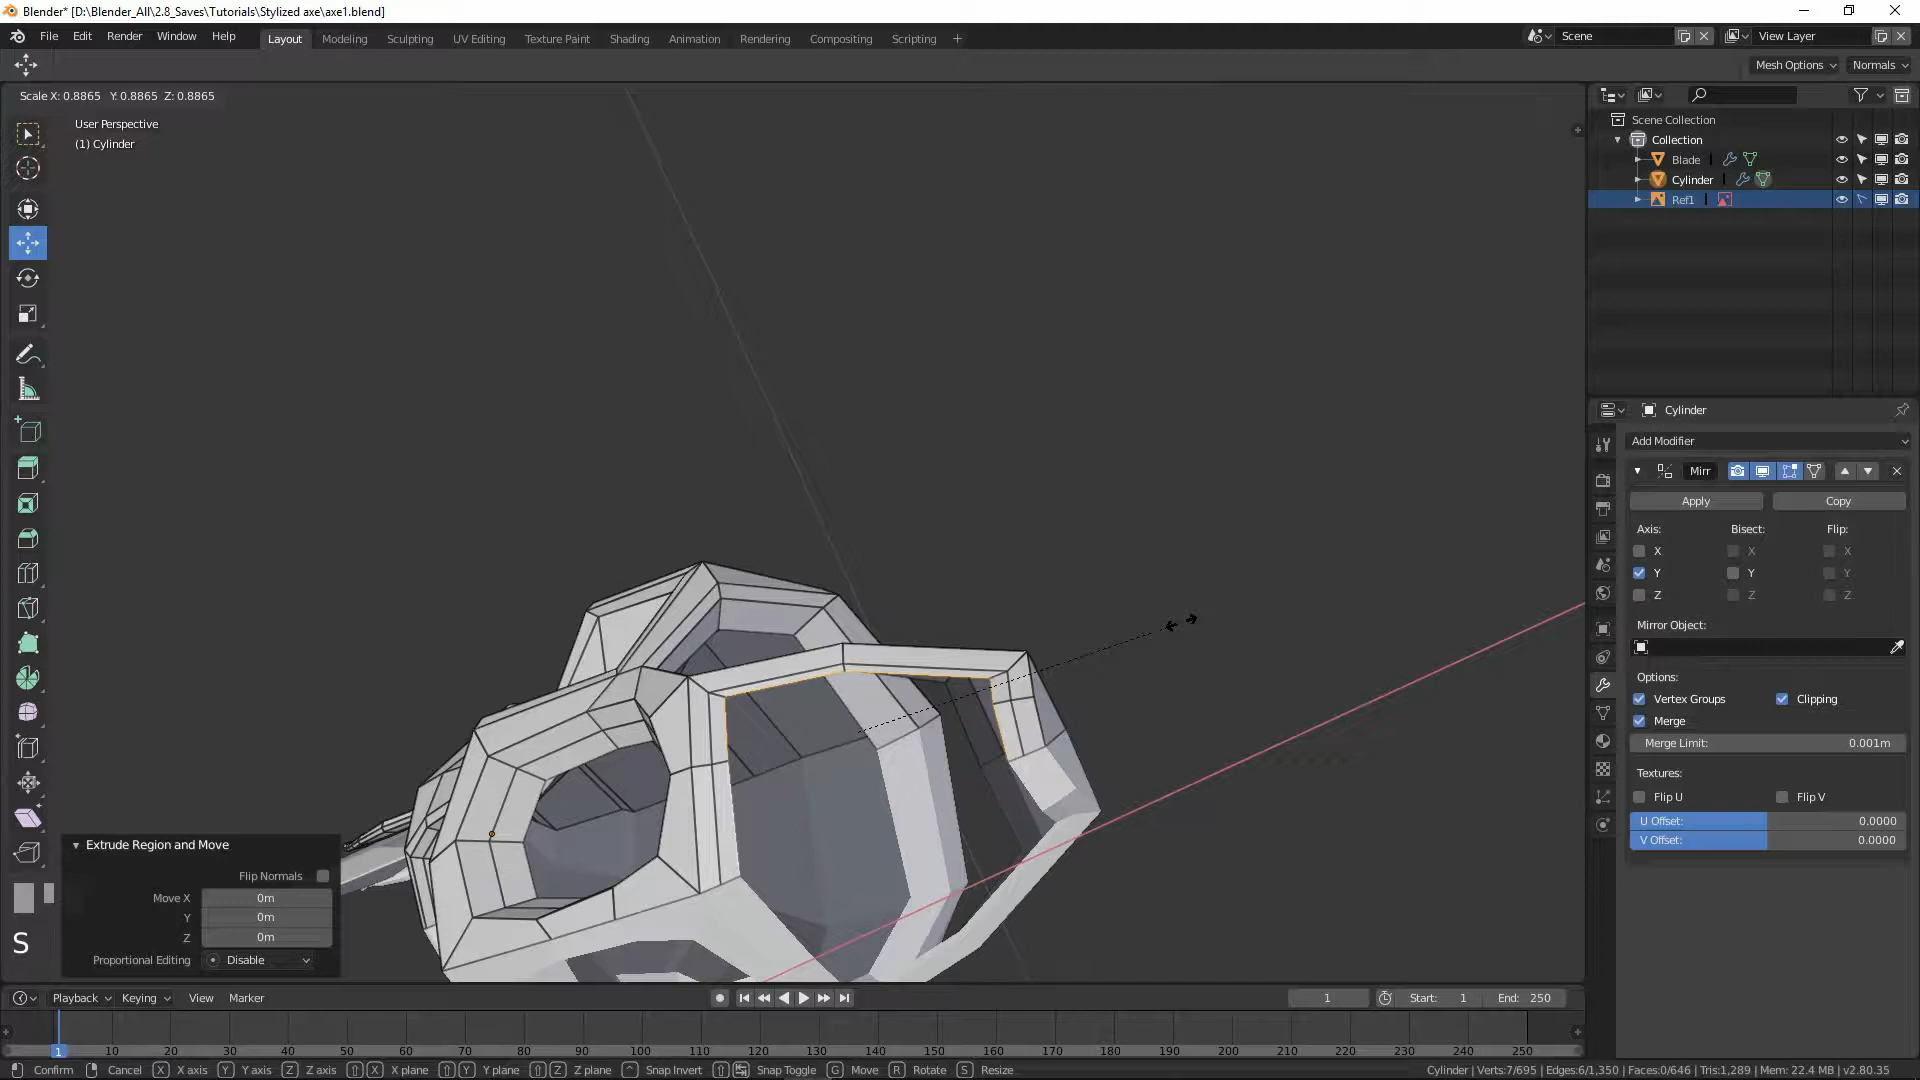 Blender* [D:\Blender_All\2.8_Saves\Tutorials\Stylized axe\axe1.blend]
File Edit Render Window Help Layout Modeling Sculpting UV Editing Texture Paint Shading Animation Rendering Compositing Scripting + Scene View Layer
Mesh Options Normals
Scale X: 0.8865 Y: 0.8865 Z: 0.8865
User Perspective
(1) Cylinder
Scene Collection
Collection
Blade
Cylinder
Ref1
Cylinder
Add Modifier
Mirr
Apply Copy
Axis: Bisect: Flip:
X X X
Y Y Y
Z Z Z
Mirror Object:
Options:
Vertex Groups Clipping
Merge
Merge Limit: 0.001m
Textures:
Flip U Flip V
U Offset: 0.0000
V Offset: 0.0000
Extrude Region and Move
Flip Normals
Move X 0m
Y 0m
Z 0m
Proportional Editing Disable
S
Playback Keying View Marker 1 Start: 1 End: 250
1 10 20 30 40 50 60 70 80 90 100 110 120 130 140 150 160 170 180 190 200 210 220 230 240 250
Confirm Cancel X X axis Y Y axis Z Z axis X X plane Y Y plane Z Z plane Snap Invert Snap Toggle G Move R Rotate S Resize Cylinder | Verts:7/695 | Edges:6/1,350 | Faces:0/646 | Tris:1,289 | Mem: 22.4 MB | v2.80.35